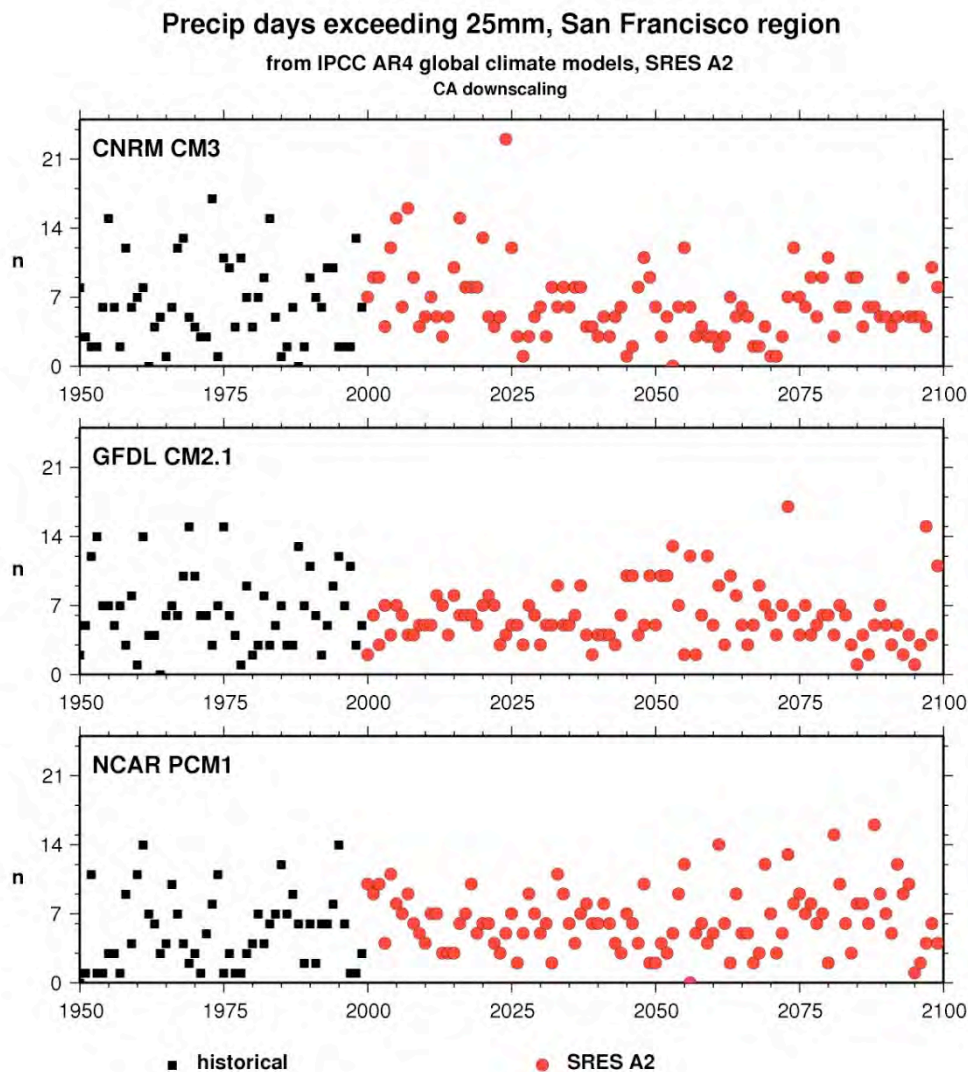 Precip days exceeding 25mm, San Francisco region
from IPCC AR4 global climate models, SRES A2
CA downscaling
CNRM CM3
21
14
n
7
0
1950 1975 2000 2025 2050 2075 2100
GFDL CM2.1
21
14
n
7
0
1950 1975 2000 2025 2050 2075 2100
NCAR PCM1
21
14
n
7
0
1950 1975 2000 2025 2050 2075 2100
historical SRES A2